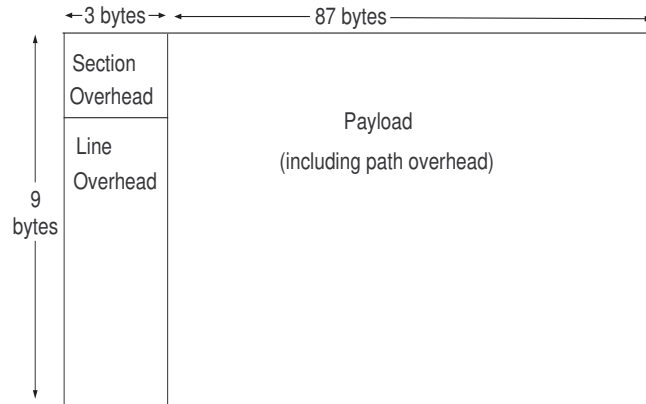 3 bytes
87 bytes
Section
Overhead
Payload
(including path overhead)
Line
Overhead
9
bytes